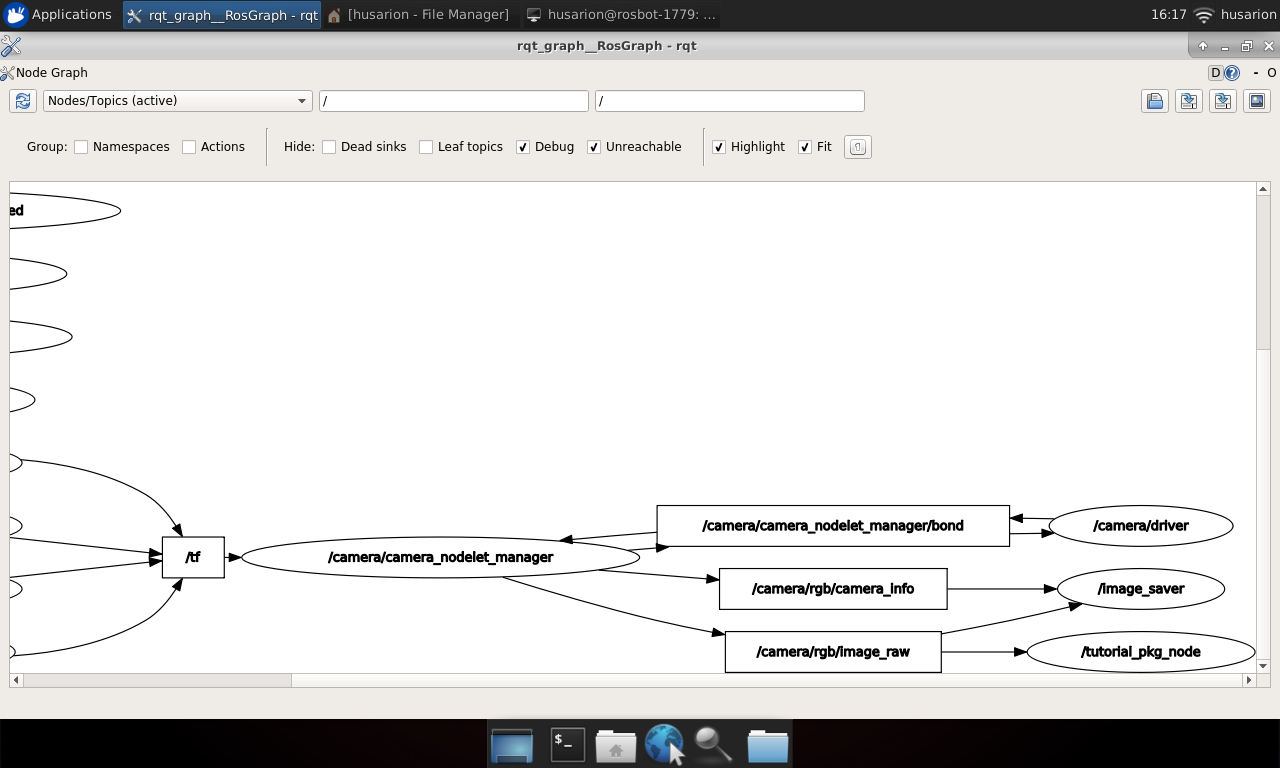 Applications
rqt_graph__RosGraph - rqt
[husarion - File Manager]
husarion@rosbot-1779: ...
16:17
husarion
rqt_graph__RosGraph - rqt
Node Graph
D
?
- O
Nodes/Topics (active)
/
/
Group:
Namespaces
Actions
Hide:
Dead sinks
Leaf topics
Debug
Unreachable
Highlight
Fit
ed
/camera/camera_nodelet_manager/bond
/camera/driver
/tf
/camera/camera_nodelet_manager
/camera/rgb/camera_info
/image_saver
/camera/rgb/image_raw
/tutorial_pkg_node
$_